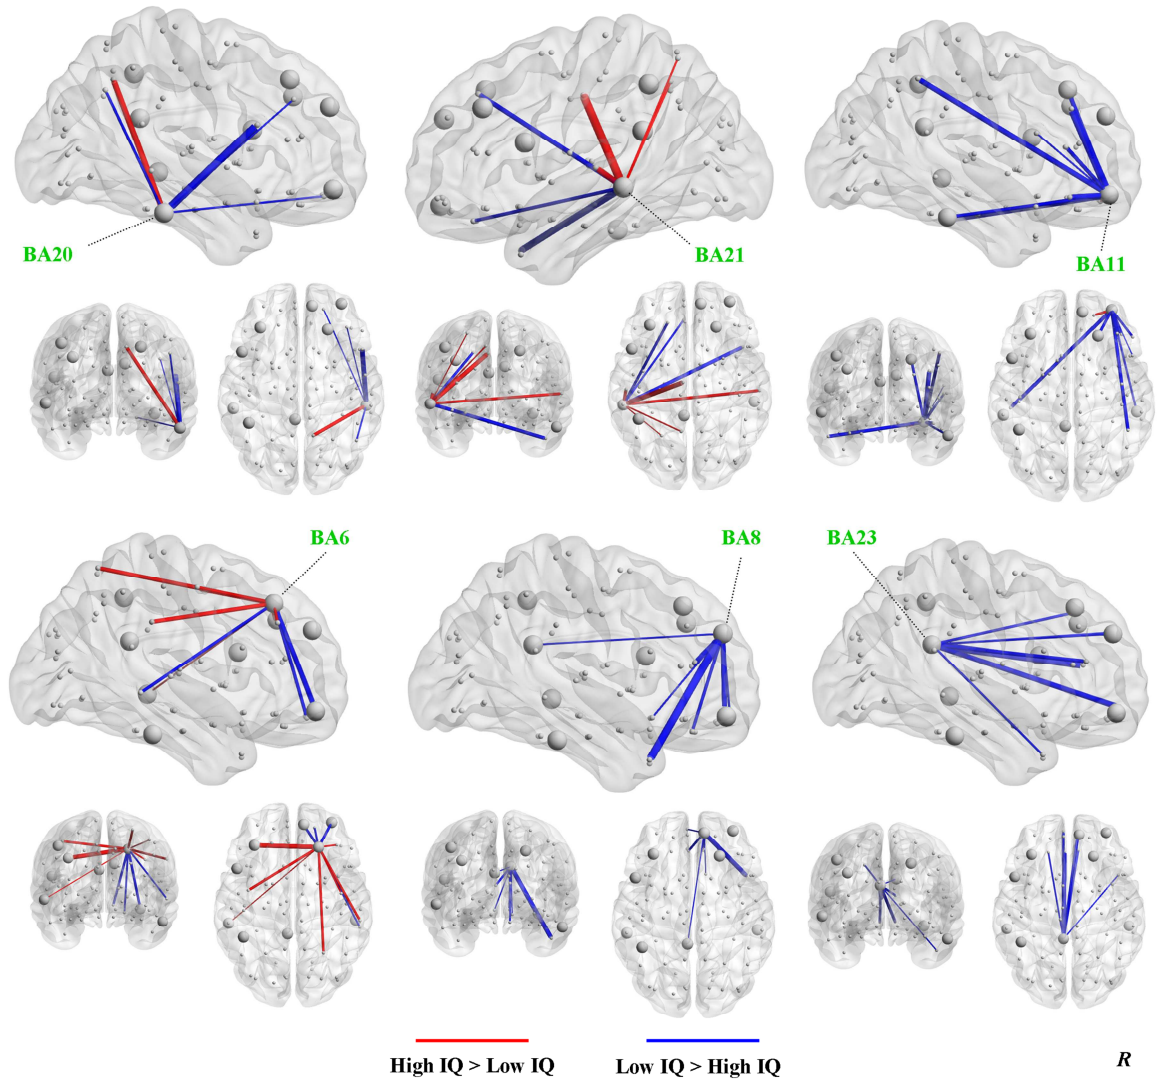 BA20
BA21
BA11
BA6
BA8
BA23
High IQ > Low IQ
Low IQ > High IQ
R